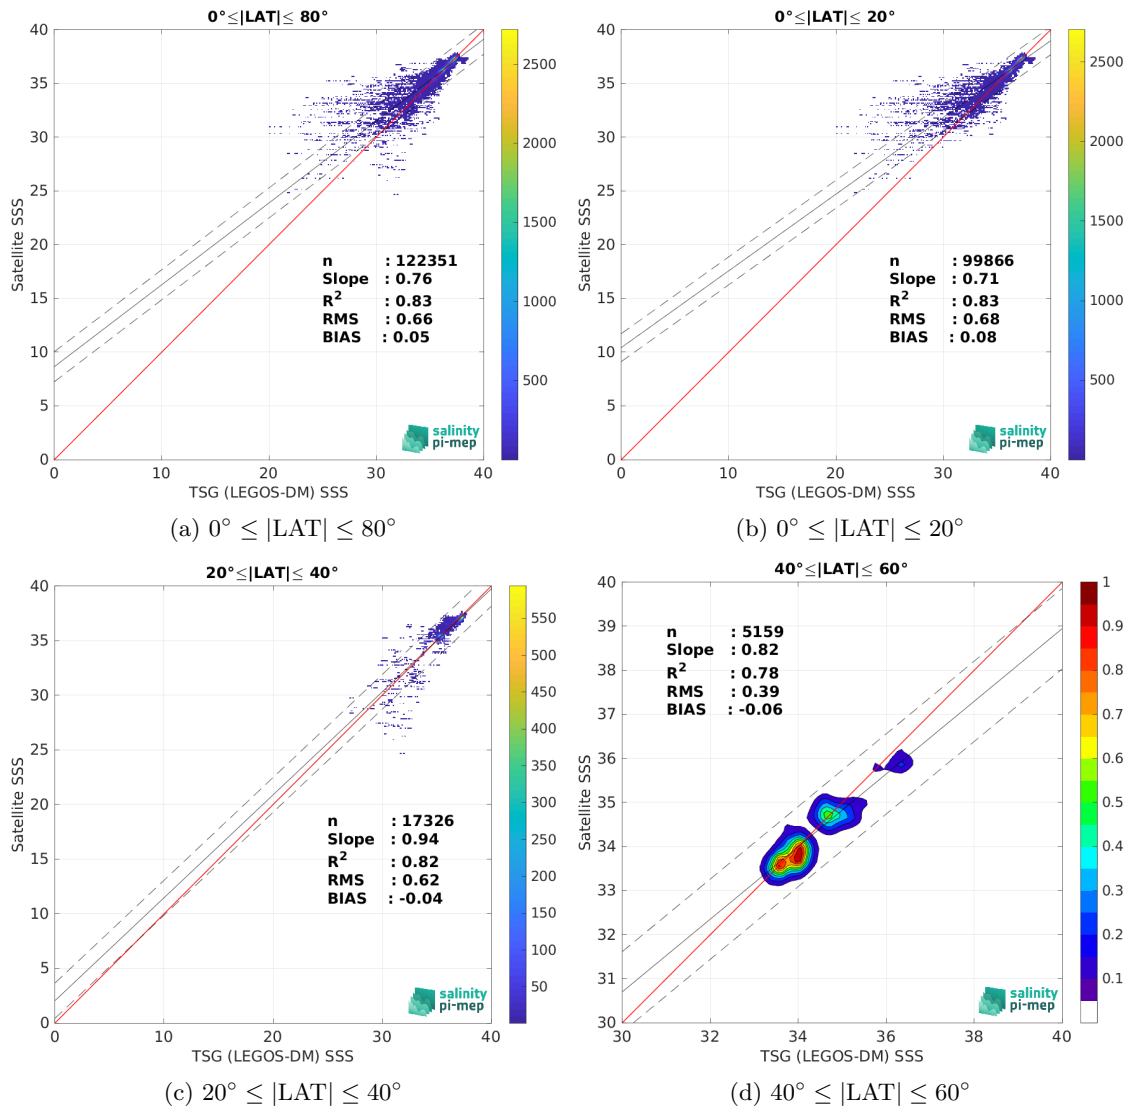 0°≤|LAT|≤ 80°
40
35
30
25
20
15
10
5
0
Satellite SSS
n : 122351
Slope : 0.76
R² : 0.83
RMS : 0.66
BIAS : 0.05
salinity
pi-mep
0 10 20 30 40
TSG (LEGOS-DM) SSS
2500
2000
1500
1000
500
(a) 0° ≤ |LAT| ≤ 80°
0°≤|LAT|≤ 20°
40
35
30
25
20
15
10
5
0
Satellite SSS
n : 99866
Slope : 0.71
R² : 0.83
RMS : 0.68
BIAS : 0.08
salinity
pi-mep
0 10 20 30 40
TSG (LEGOS-DM) SSS
2500
2000
1500
1000
500
(b) 0° ≤ |LAT| ≤ 20°
20°≤|LAT|≤ 40°
40
35
30
25
20
15
10
5
0
Satellite SSS
n : 17326
Slope : 0.94
R² : 0.82
RMS : 0.62
BIAS : -0.04
salinity
pi-mep
0 10 20 30 40
TSG (LEGOS-DM) SSS
550
500
450
400
350
300
250
200
150
100
50
(c) 20° ≤ |LAT| ≤ 40°
40°≤|LAT|≤ 60°
40
39
38
37
36
35
34
33
32
31
30
Satellite SSS
n : 5159
Slope : 0.82
R² : 0.78
RMS : 0.39
BIAS : -0.06
salinity
pi-mep
30 32 34 36 38 40
TSG (LEGOS-DM) SSS
1
0.9
0.8
0.7
0.6
0.5
0.4
0.3
0.2
0.1
(d) 40° ≤ |LAT| ≤ 60°